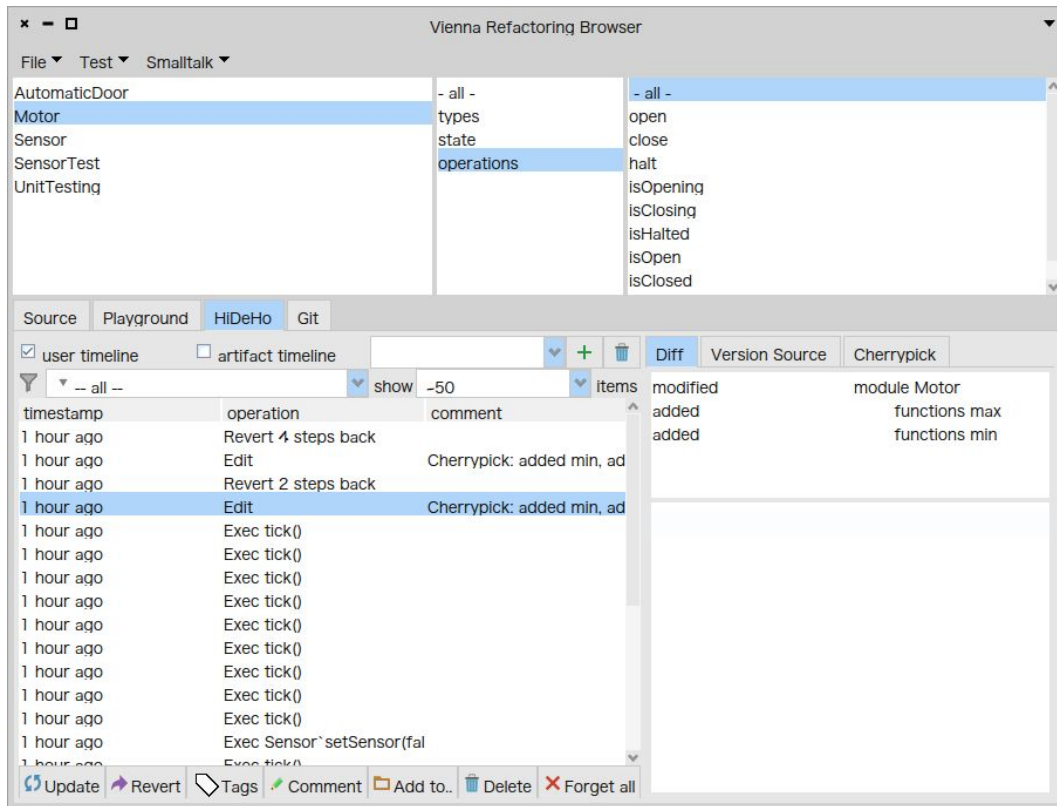 Vienna Refactoring Browser
File Test Smalltalk
AutomaticDoor
Motor
Sensor
SensorTest
UnitTesting
- all -
types
state
operations
- all -
open
close
halt
isOpening
isClosing
isHalted
isOpen
isClosed
Source Playground HiDeHo Git
user timeline artifact timeline
-- all -- show -50 items
timestamp operation comment
1 hour ago Revert 4 steps back
1 hour ago Edit Cherrypick: added min, ad
1 hour ago Revert 2 steps back
1 hour ago Edit Cherrypick: added min, ad
1 hour ago Exec tick()
1 hour ago Exec tick()
1 hour ago Exec tick()
1 hour ago Exec tick()
1 hour ago Exec tick()
1 hour ago Exec tick()
1 hour ago Exec tick()
1 hour ago Exec tick()
1 hour ago Exec tick()
1 hour ago Exec Sensor`setSensor(fal
1 hour ago Exec tick()
Update Revert Tags Comment Add to.. Delete Forget all
Diff Version Source Cherrypick
modified module Motor
added functions max
added functions min